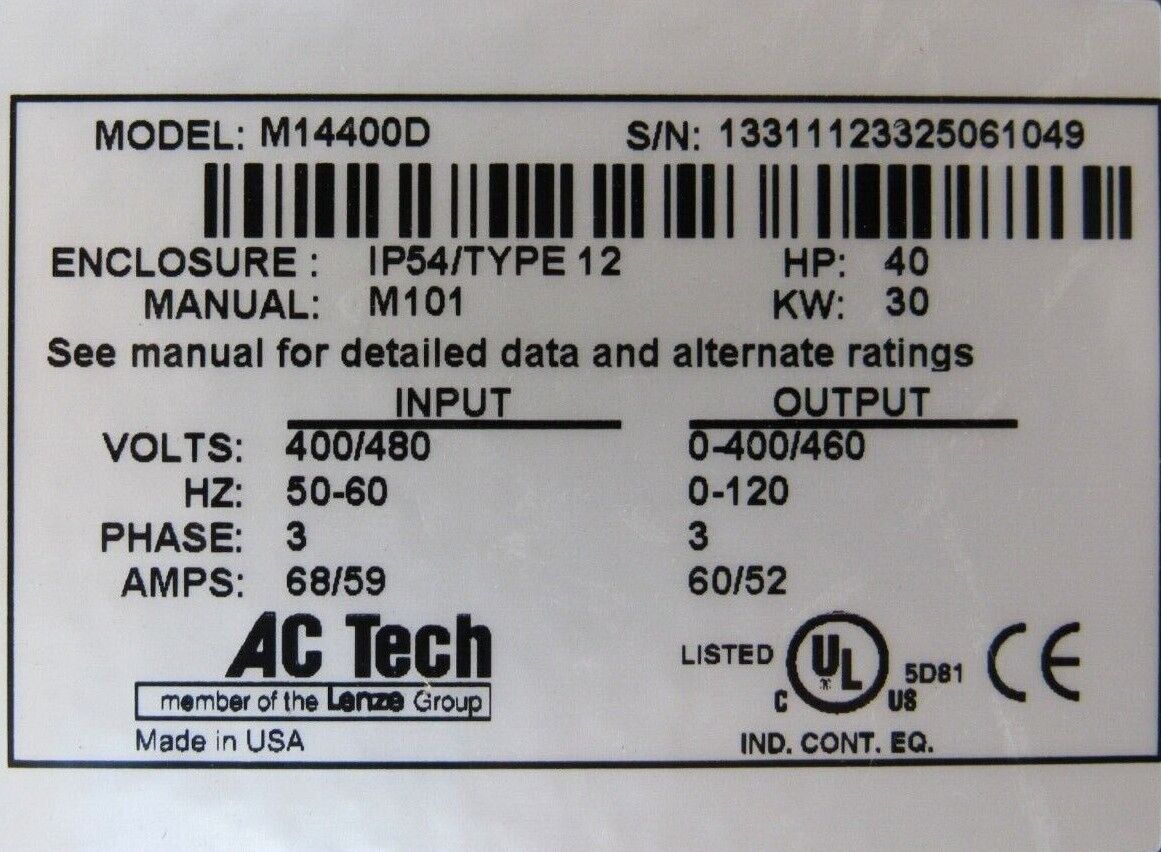 MODEL: M14400D S/N: 13311123325061049
ENCLOSURE : IP54/TYPE 12 HP: 40
MANUAL: M101 KW: 30
See manual for detailed data and alternate ratings
INPUT OUTPUT
VOLTS: 400/480 0-400/460
HZ: 50-60 0-120
PHASE: 3 3
AMPS: 68/59 60/52
AC Tech
member of the Lenze Group
Made in USA
LISTED C UL US 5D81 CE
IND. CONT. EQ.